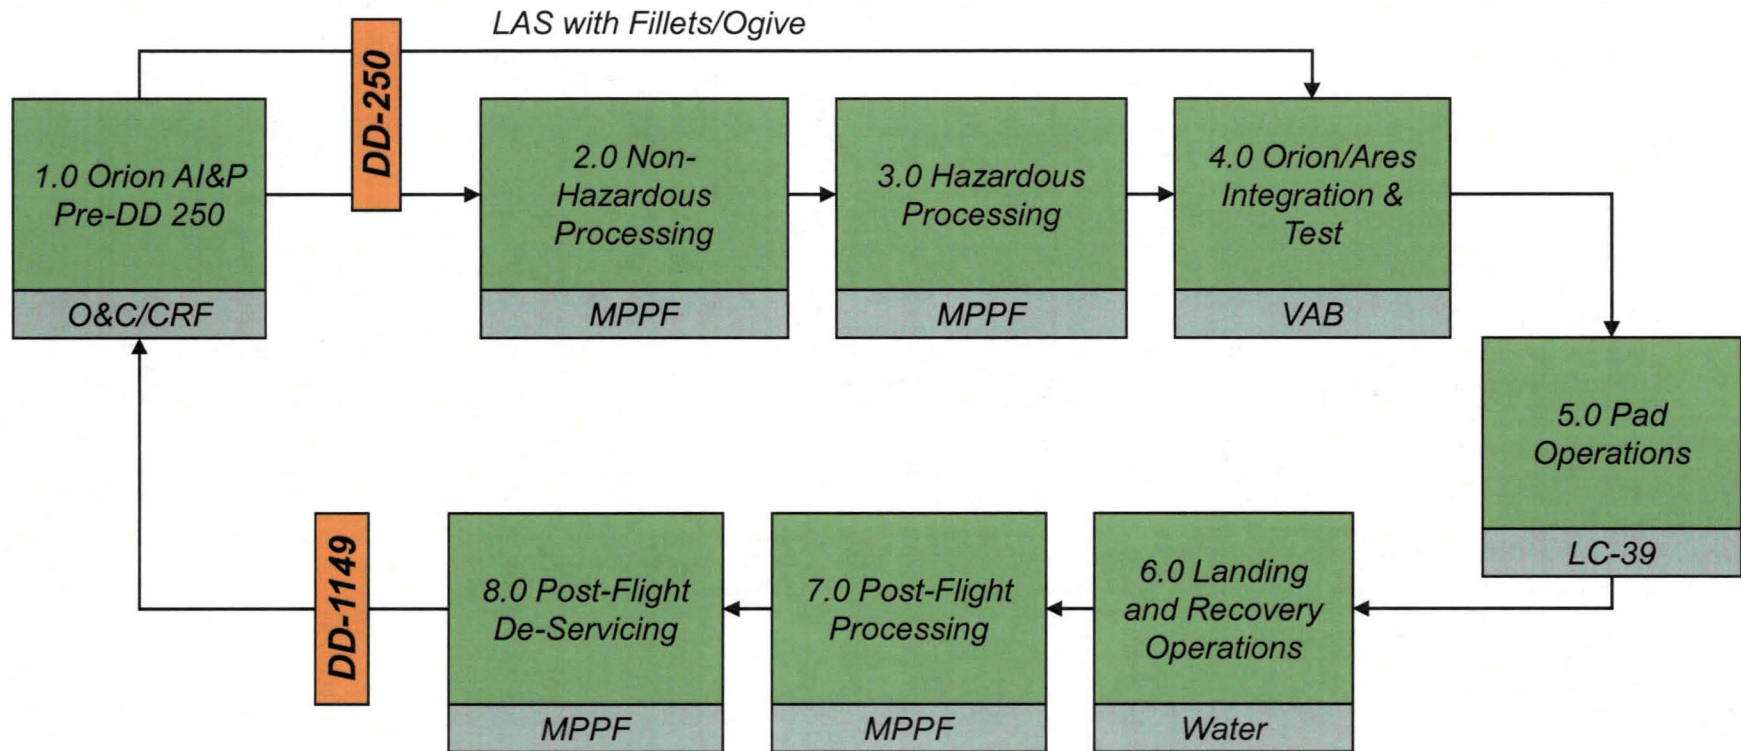 LAS with Fillets/Ogive
DD-250
1.0 Orion AI&P
Pre-DD 250
O&C/CRF
2.0 Non-
Hazardous
Processing
MPPF
3.0 Hazardous
Processing
MPPF
4.0 Orion/Ares
Integration &
Test
VAB
5.0 Pad
Operations
LC-39
6.0 Landing
and Recovery
Operations
Water
7.0 Post-Flight
Processing
MPPF
8.0 Post-Flight
De-Servicing
MPPF
DD-1149